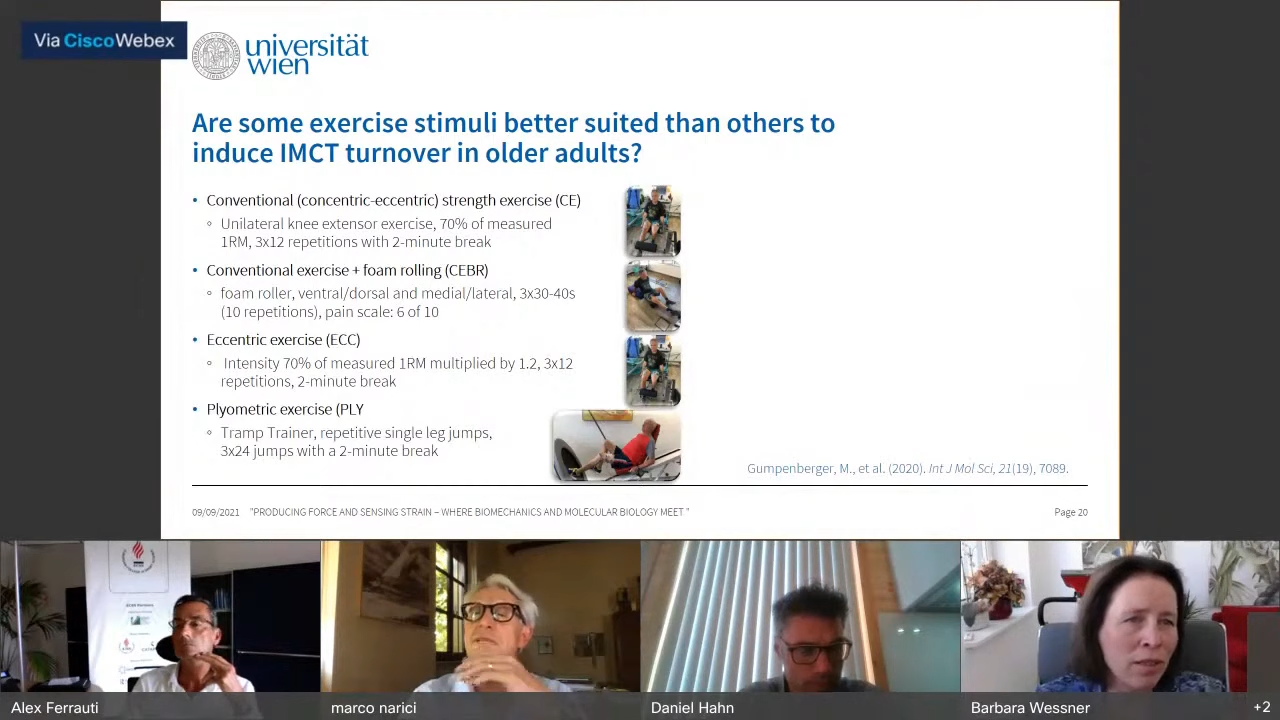 Via CiscoWebex
universität
wien
Are some exercise stimuli better suited than others to
induce IMCT turnover in older adults?
• Conventional (concentric-eccentric) strength exercise (CE)
◦ Unilateral knee extensor exercise, 70% of measured
1RM, 3x12 repetitions with 2-minute break
• Conventional exercise + foam rolling (CEBR)
◦ foam roller, ventral/dorsal and medial/lateral, 3x30-40s
(10 repetitions), pain scale: 6 of 10
• Eccentric exercise (ECC)
◦ Intensity 70% of measured 1RM multiplied by 1.2, 3x12
repetitions, 2-minute break
• Plyometric exercise (PLY
◦ Tramp Trainer, repetitive single leg jumps,
3x24 jumps with a 2-minute break
Gumpenberger, M., et al. (2020). Int J Mol Sci, 21(19), 7089.
09/09/2021 "PRODUCING FORCE AND SENSING STRAIN – WHERE BIOMECHANICS AND MOLECULAR BIOLOGY MEET " Page 20
Alex Ferrauti
marco narici
Daniel Hahn
Barbara Wessner
+2